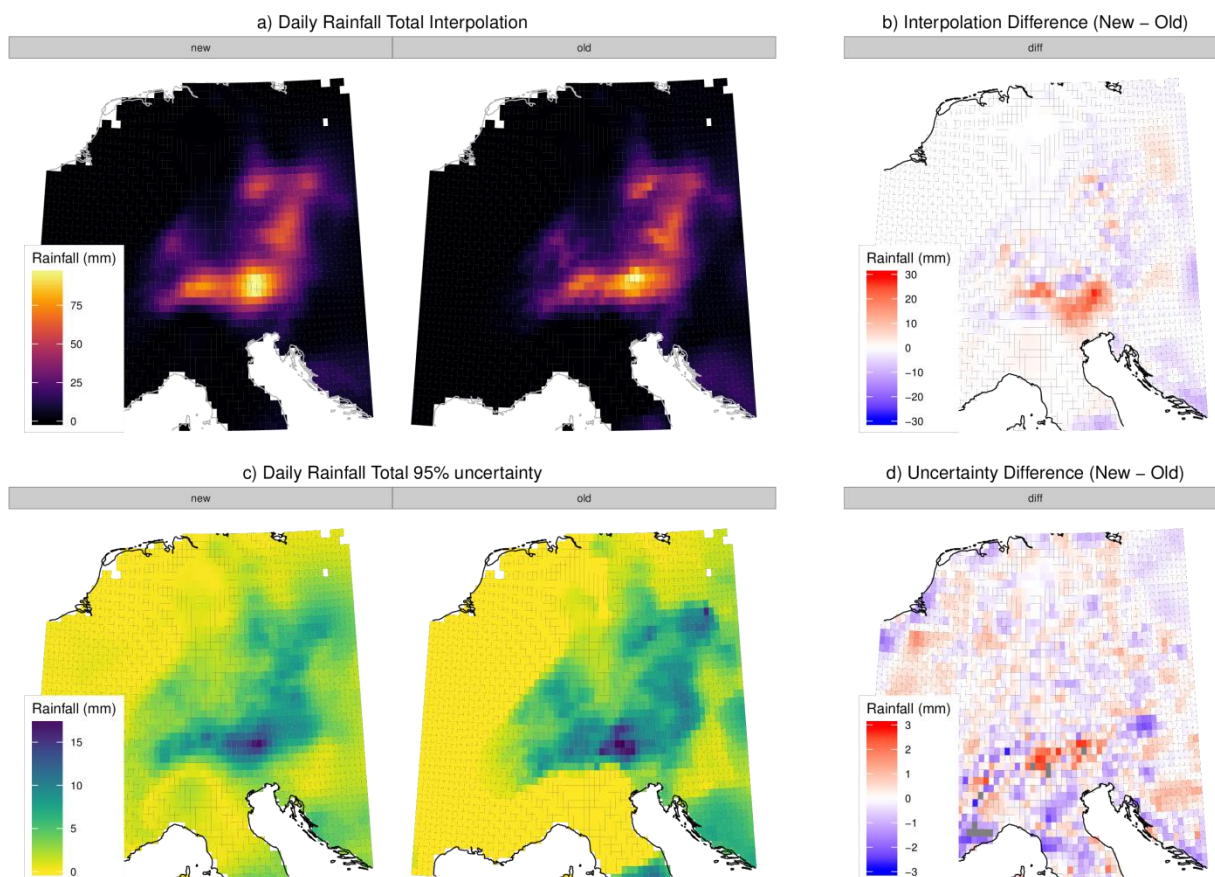 a) Daily Rainfall Total Interpolation
new
old
Rainfall (mm)
75
50
25
0
b) Interpolation Difference (New − Old)
diff
Rainfall (mm)
30
20
10
0
−10
−20
−30
c) Daily Rainfall Total 95% uncertainty
new
old
Rainfall (mm)
15
10
5
0
d) Uncertainty Difference (New − Old)
diff
Rainfall (mm)
3
2
1
0
−1
−2
−3